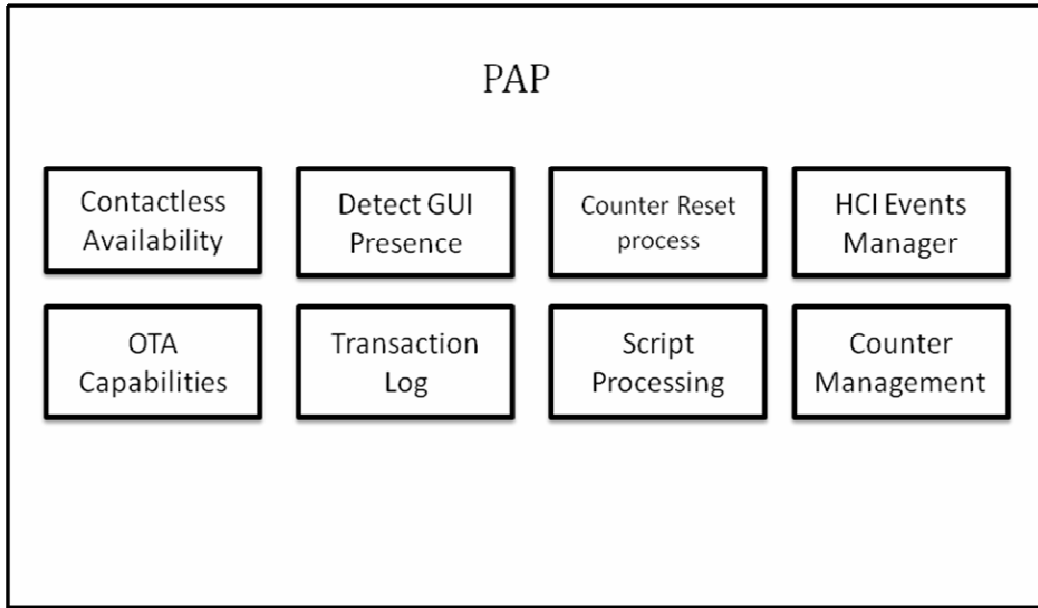 PAP
Contactless
Availability
Detect GUI
Presence
Counter Reset
process
HCI Events
Manager
OTA
Capabilities
Transaction
Log
Script
Processing
Counter
Management